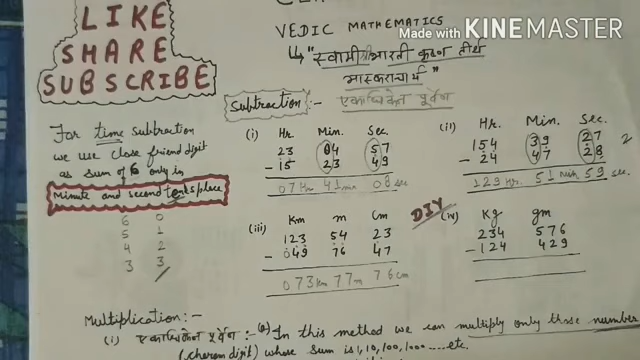 LIKE
SHARE
SUBSCRIBE
Made with KINEMASTER
VEDIC MATHEMATICS
↳ "स्वामी श्री भारती कृष्ण तीर्थ
भास्कराचार्य"
Subtraction :- एकाधिकेन पूर्वेण
For time Subtraction
we use close friend digit
as sum of 6 only in
Minute and second tens place
6 0
5 1
4 2
3 3
(i) Hr. Min. Sec.
23 04 57
- 15 23 49
07 Hr 41 min 08 sec
(ii) Hr. Min. Sec.
154 39 27
- 24 47 28
129 Hr. 51 min 59 sec.
(iii) Km m cm
123 54 23
- 049 76 47
073 km 77 m 76 cm
DIY (iv) Kg gm
234 576
- 124 429
Multiplication :-
(i) एकाधिकेन पूर्वेण (a) In this method we can multiply only those number
(.charam digit) whose sum is 1, 10, 100, 1000 ..... etc.